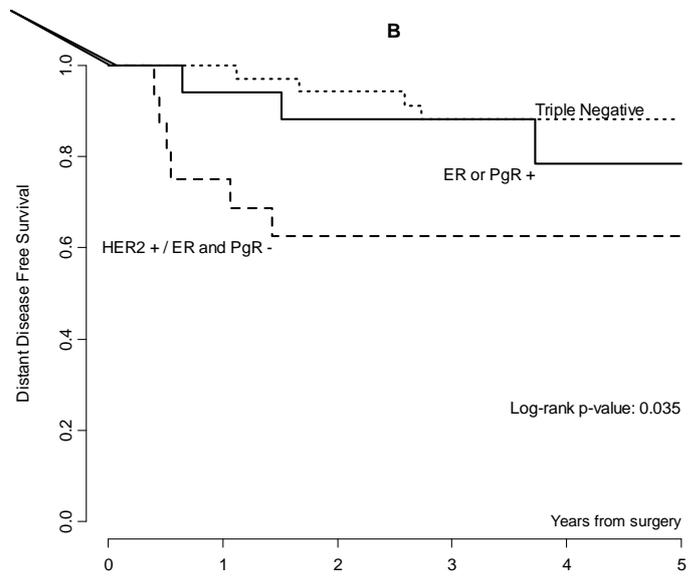 B
1.0
0.8
0.6
0.4
0.2
0.0
Distant Disease Free Survival
Triple Negative
ER or PgR +
HER2 + / ER and PgR -
Log-rank p-value: 0.035
Years from surgery
0 1 2 3 4 5